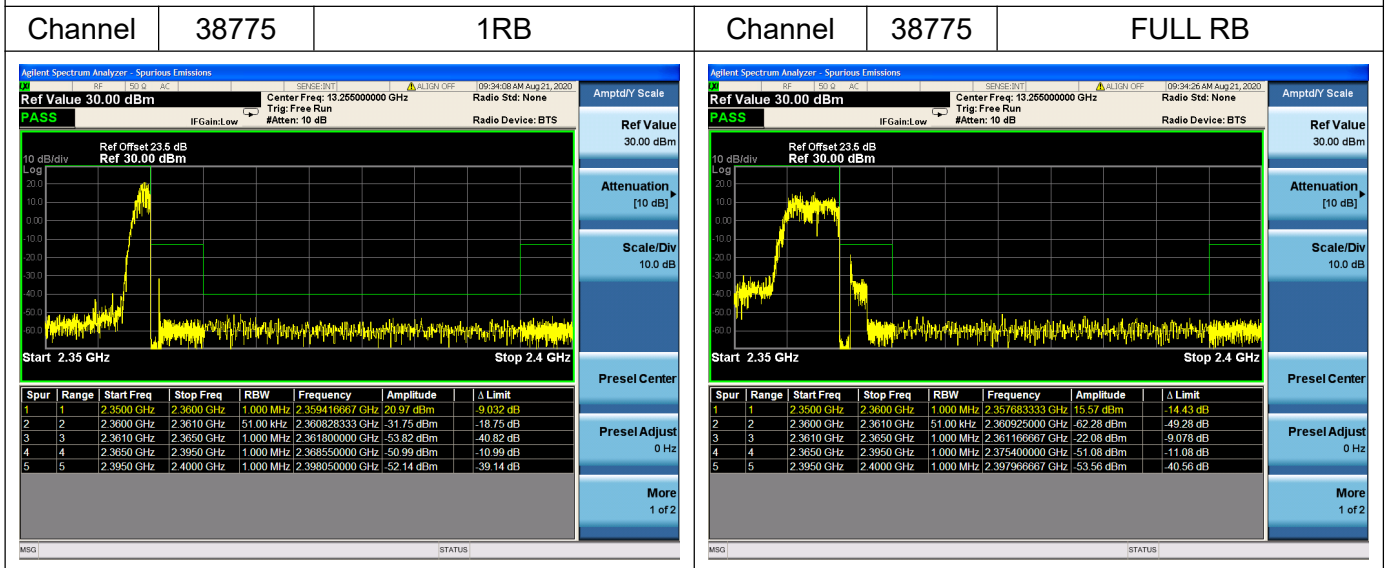 Channel 38775 1RB Channel 38775 FULL RB
Agilent Spectrum Analyzer - Spurious Emissions
LXI RF 50 Ω AC SENSE:INT ALIGN OFF 09:34:08 AM Aug 21, 2020
Ref Value 30.00 dBm Center Freq: 13.255000000 GHz Radio Std: None
Trig: Free Run
PASS IFGain:Low #Atten: 10 dB Radio Device: BTS
Ref Offset 23.5 dB
10 dB/div Ref 30.00 dBm
Log
20.0
10.0
0.00
-10.0
-20.0
-30.0
-40.0
-50.0
-60.0
Start 2.35 GHz Stop 2.4 GHz
Spur Range Start Freq Stop Freq RBW Frequency Amplitude Δ Limit
1 1 2.3500 GHz 2.3600 GHz 1.000 MHz 2.359416667 GHz 20.97 dBm -9.032 dB
2 2 2.3600 GHz 2.3610 GHz 51.00 kHz 2.360828333 GHz -31.75 dBm -18.75 dB
3 3 2.3610 GHz 2.3650 GHz 1.000 MHz 2.361800000 GHz -53.82 dBm -40.82 dB
4 4 2.3650 GHz 2.3950 GHz 1.000 MHz 2.368550000 GHz -50.99 dBm -10.99 dB
5 5 2.3950 GHz 2.4000 GHz 1.000 MHz 2.398050000 GHz -52.14 dBm -39.14 dB
MSG STATUS
Amptd/Y Scale
Ref Value
30.00 dBm
Attenuation
[10 dB]
Scale/Div
10.0 dB
Presel Center
Presel Adjust
0 Hz
More
1 of 2
Agilent Spectrum Analyzer - Spurious Emissions
LXI RF 50 Ω AC SENSE:INT ALIGN OFF 09:34:26 AM Aug 21, 2020
Ref Value 30.00 dBm Center Freq: 13.255000000 GHz Radio Std: None
Trig: Free Run
PASS IFGain:Low #Atten: 10 dB Radio Device: BTS
Ref Offset 23.5 dB
10 dB/div Ref 30.00 dBm
Log
20.0
10.0
0.00
-10.0
-20.0
-30.0
-40.0
-50.0
-60.0
Start 2.35 GHz Stop 2.4 GHz
Spur Range Start Freq Stop Freq RBW Frequency Amplitude Δ Limit
1 1 2.3500 GHz 2.3600 GHz 1.000 MHz 2.357683333 GHz 15.57 dBm -14.43 dB
2 2 2.3600 GHz 2.3610 GHz 51.00 kHz 2.360925000 GHz -62.28 dBm -49.28 dB
3 3 2.3610 GHz 2.3650 GHz 1.000 MHz 2.361166667 GHz -22.08 dBm -9.078 dB
4 4 2.3650 GHz 2.3950 GHz 1.000 MHz 2.375400000 GHz -51.08 dBm -11.08 dB
5 5 2.3950 GHz 2.4000 GHz 1.000 MHz 2.397966667 GHz -53.56 dBm -40.56 dB
MSG STATUS
Amptd/Y Scale
Ref Value
30.00 dBm
Attenuation
[10 dB]
Scale/Div
10.0 dB
Presel Center
Presel Adjust
0 Hz
More
1 of 2